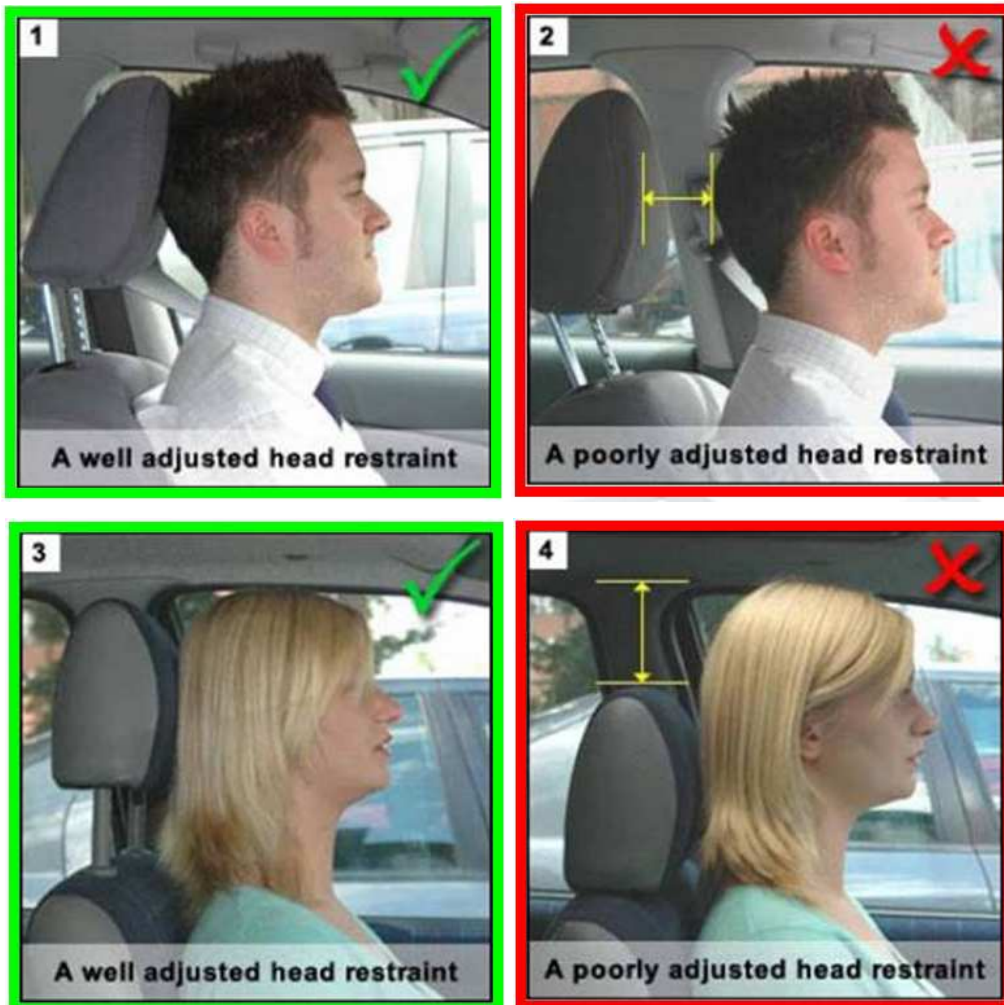 1
A well adjusted head restraint
2
A poorly adjusted head restraint
3
A well adjusted head restraint
4
A poorly adjusted head restraint